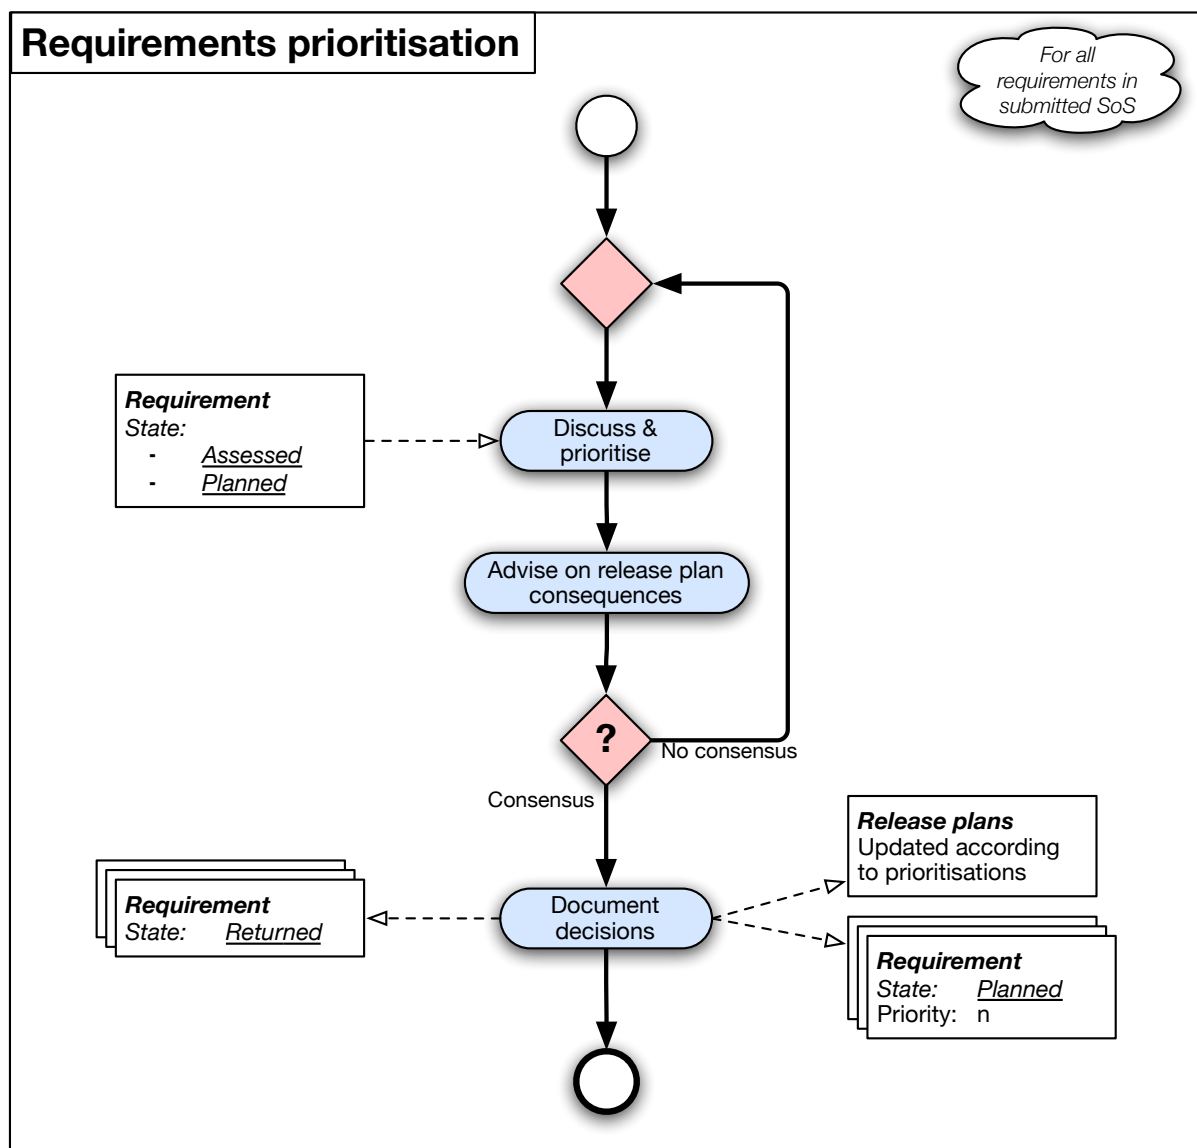 Requirements prioritisation
For all
requirements in
submitted SoS
Requirement
State:
- Assessed
- Planned
Discuss &
prioritise
Advise on release plan
consequences
?
No consensus
Consensus
Release plans
Updated according
to prioritisations
Requirement
State: Returned
Document
decisions
Requirement
State: Planned
Priority: n